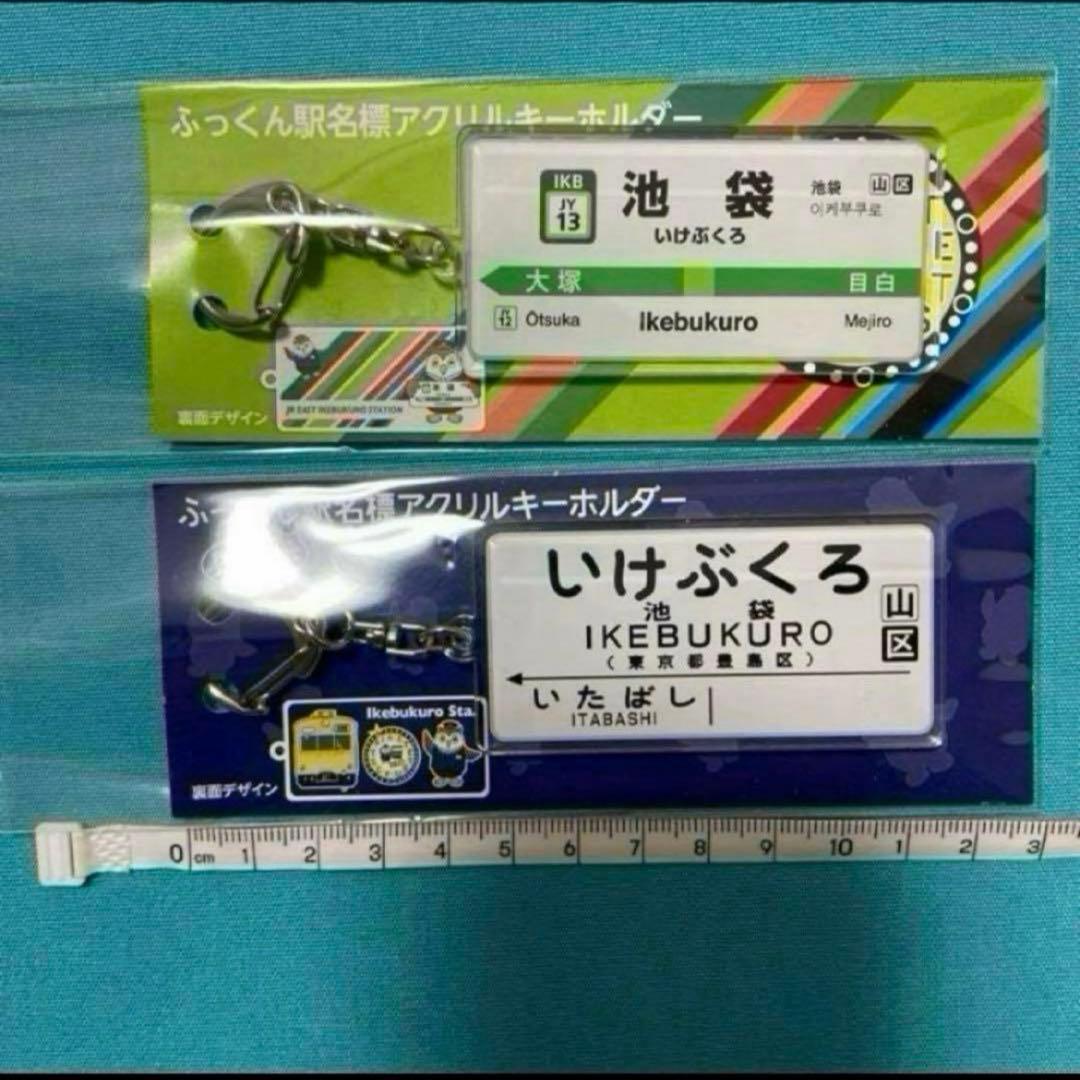 ふっくん駅名標アクリルキーホルダー
IKB
JY
13
池袋
いけぶくろ
池袋
이케부쿠로
山 区
大塚
目白
JY
12
Ōtsuka
Ikebukuro
Mejiro
ET
JR EAST IKEBUKURO STATION
裏面デザイン
駅名標アクリルキーホルダー
いけぶくろ
池袋
IKEBUKURO
(東京都豊島区)
山
区
いたばし
ITABASHI
Ikebukuro Sta.
裏面デザイン
0 cm 1 2 3 4 5 6 7 8 9 10 1 2 3